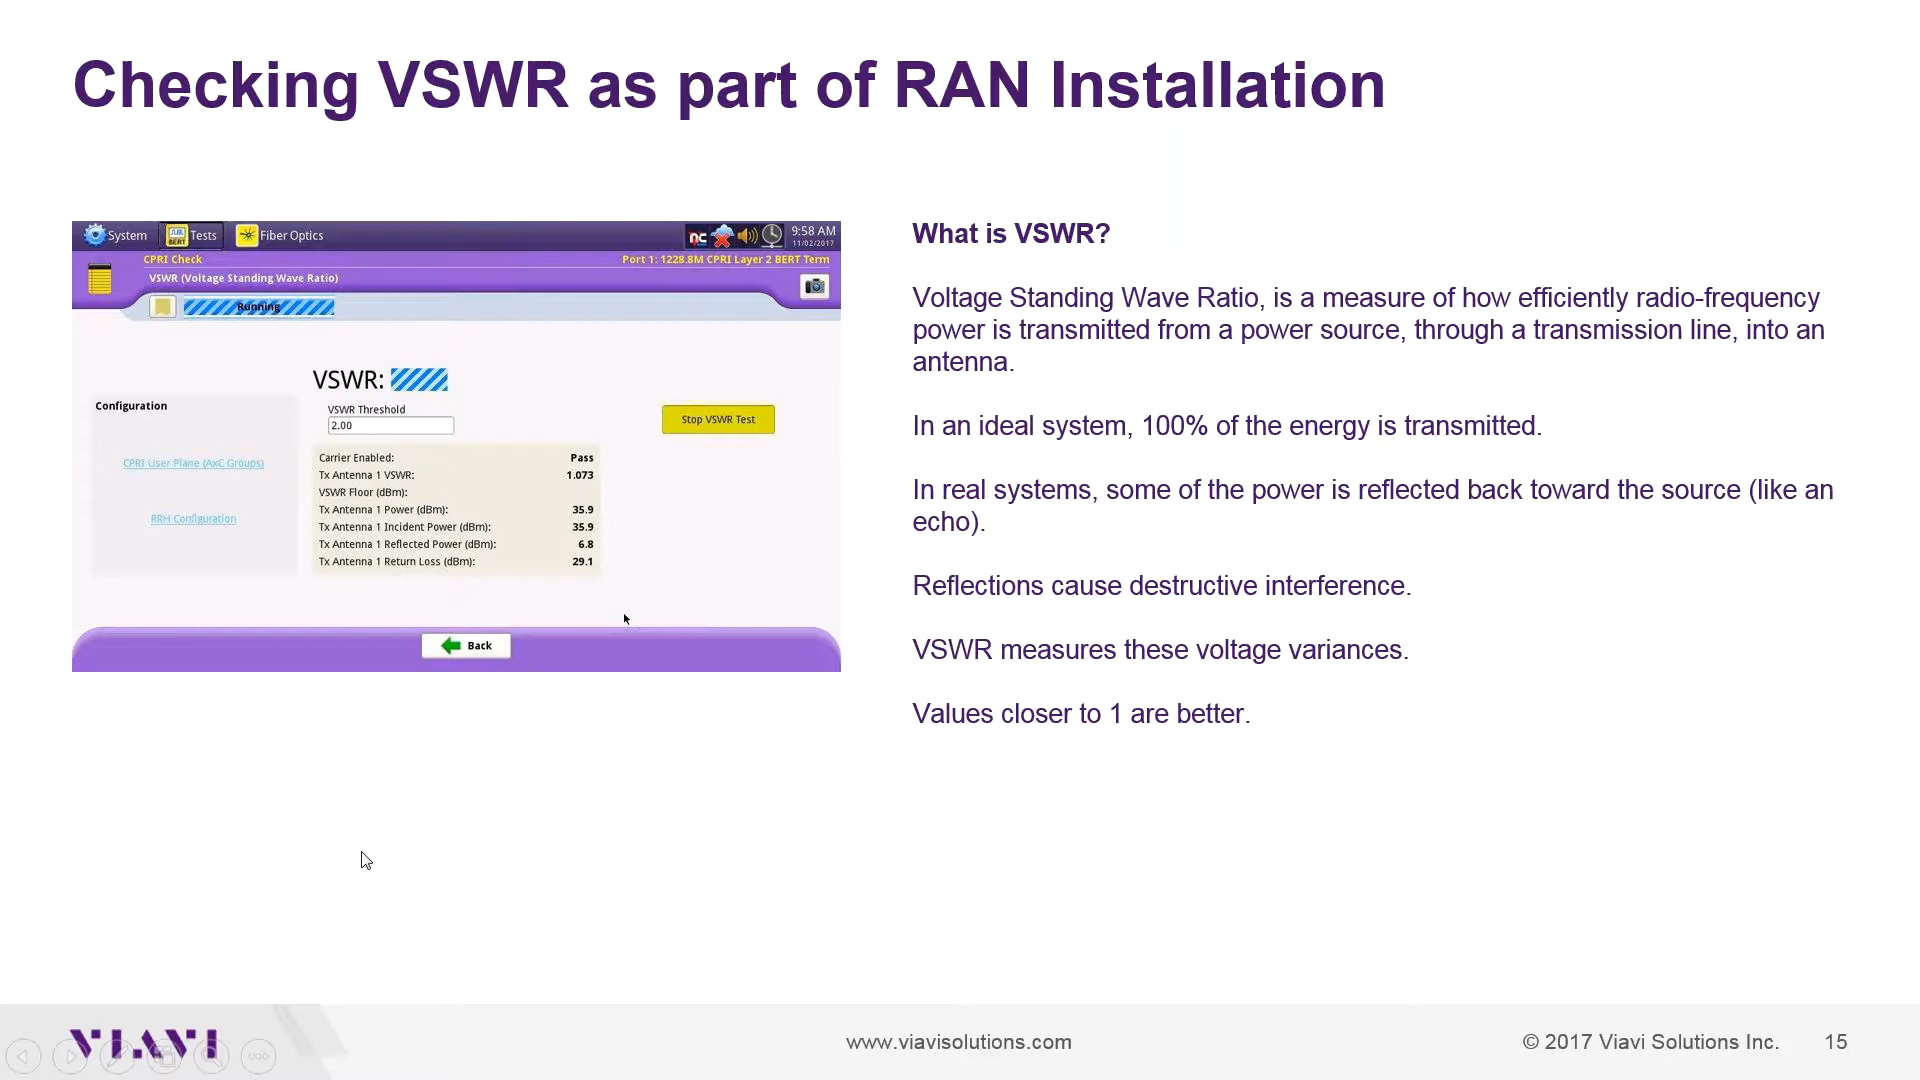 Checking VSWR as part of RAN Installation
System
Tests
Fiber Optics
9:58 AM
11/02/2017
CPRI Check
Port 1: 1228.8M CPRI Layer 2 BERT Term
VSWR (Voltage Standing Wave Ratio)
Running
VSWR:
Configuration
VSWR Threshold
2.00
Stop VSWR Test
CPRI User Plane (AxC Groups)
RRH Configuration
Carrier Enabled: Pass
Tx Antenna 1 VSWR: 1.073
VSWR Floor (dBm):
Tx Antenna 1 Power (dBm): 35.9
Tx Antenna 1 Incident Power (dBm): 35.9
Tx Antenna 1 Reflected Power (dBm): 6.8
Tx Antenna 1 Return Loss (dBm): 29.1
Back
What is VSWR?
Voltage Standing Wave Ratio, is a measure of how efficiently radio-frequency
power is transmitted from a power source, through a transmission line, into an
antenna.
In an ideal system, 100% of the energy is transmitted.
In real systems, some of the power is reflected back toward the source (like an
echo).
Reflections cause destructive interference.
VSWR measures these voltage variances.
Values closer to 1 are better.
VIAVI
www.viavisolutions.com
© 2017 Viavi Solutions Inc.
15